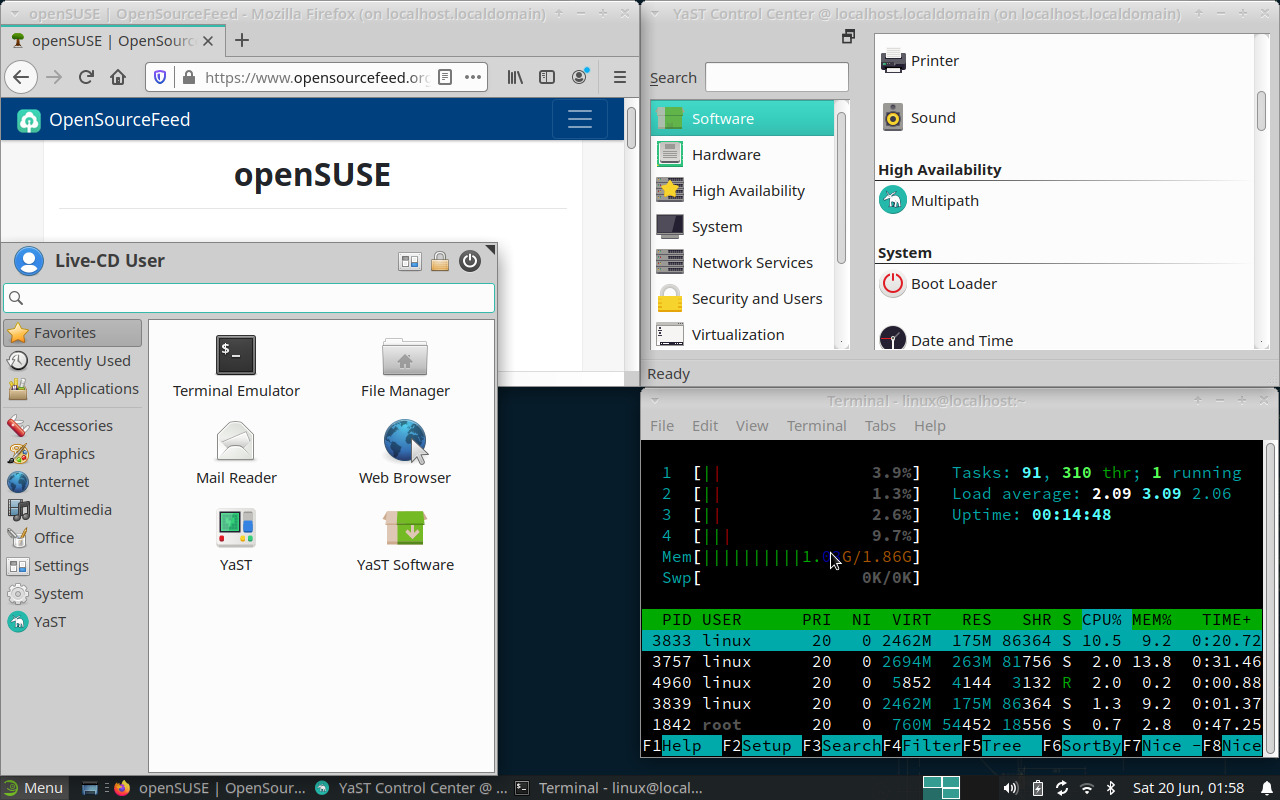 openSUSE | OpenSourceFeed - Mozilla Firefox (on localhost.localdomain)
openSUSE | OpenSourc
https://www.opensourcefeed.org
OpenSourceFeed
openSUSE
YaST Control Center @ localhost.localdomain (on localhost.localdomain)
Search
Software
Hardware
High Availability
System
Network Services
Security and Users
Virtualization
Printer
Sound
High Availability
Multipath
System
Boot Loader
Date and Time
Ready
Live-CD User
Favorites
Recently Used
All Applications
Accessories
Graphics
Internet
Multimedia
Office
Settings
System
YaST
Terminal Emulator
File Manager
Mail Reader
Web Browser
YaST
YaST Software
Terminal - linux@localhost:~
File Edit View Terminal Tabs Help
1 [|| 3.9%] Tasks: 91, 310 thr; 1 running
2 [|| 1.3%] Load average: 2.09 3.09 2.06
3 [|| 2.6%] Uptime: 00:14:48
4 [||| 9.7%]
Mem[||||||||||1. G/1.86G]
Swp[ 0K/0K]
PID USER PRI NI VIRT RES SHR S CPU% MEM% TIME+
3833 linux 20 0 2462M 175M 86364 S 10.5 9.2 0:20.72
3757 linux 20 0 2694M 263M 81756 S 2.0 13.8 0:31.46
4960 linux 20 0 5852 4144 3132 R 2.0 0.2 0:00.88
3839 linux 20 0 2462M 175M 86364 S 1.3 9.2 0:01.37
1842 root 20 0 760M 54452 18556 S 0.7 2.8 0:47.25
F1Help F2Setup F3SearchF4FilterF5Tree F6SortByF7Nice -F8Nice
Menu
openSUSE | OpenSour...
YaST Control Center @ ...
Terminal - linux@local...
Sat 20 Jun, 01:58